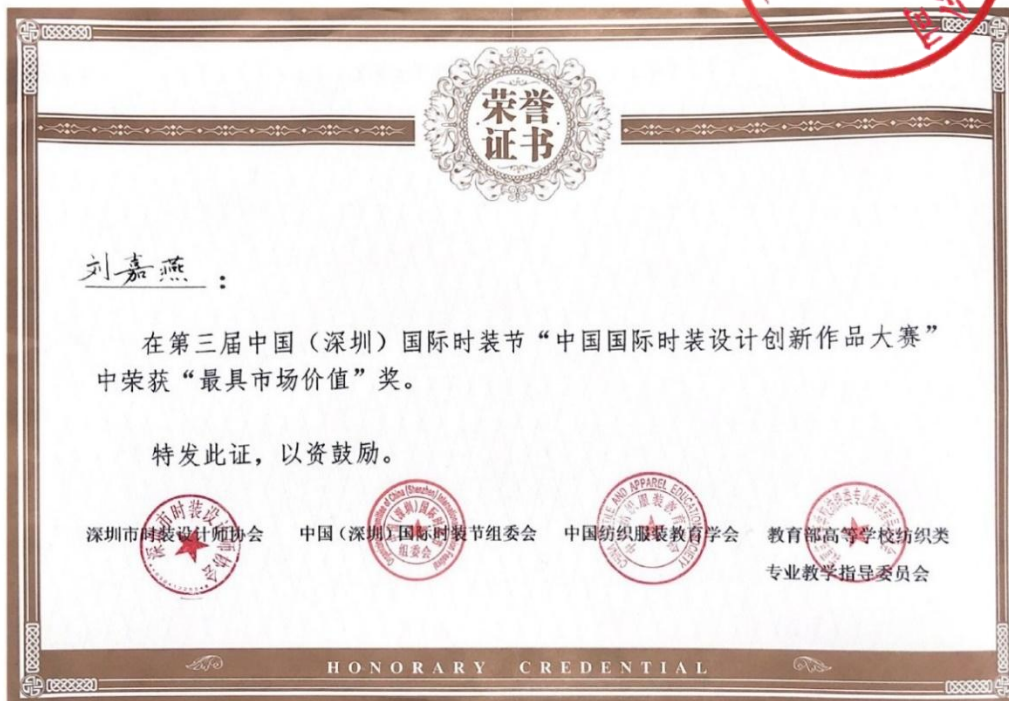 荣誉
证书
刘嘉燕：
在第三届中国（深圳）国际时装节“中国国际时装设计创新作品大赛”
中荣获“最具市场价值”奖。
特发此证，以资鼓励。
深圳市时装设计师协会
中国（深圳）国际时装节组委会
中国纺织服装教育学会
教育部高等学校纺织类
专业教学指导委员会
HONORARY CREDENTIAL